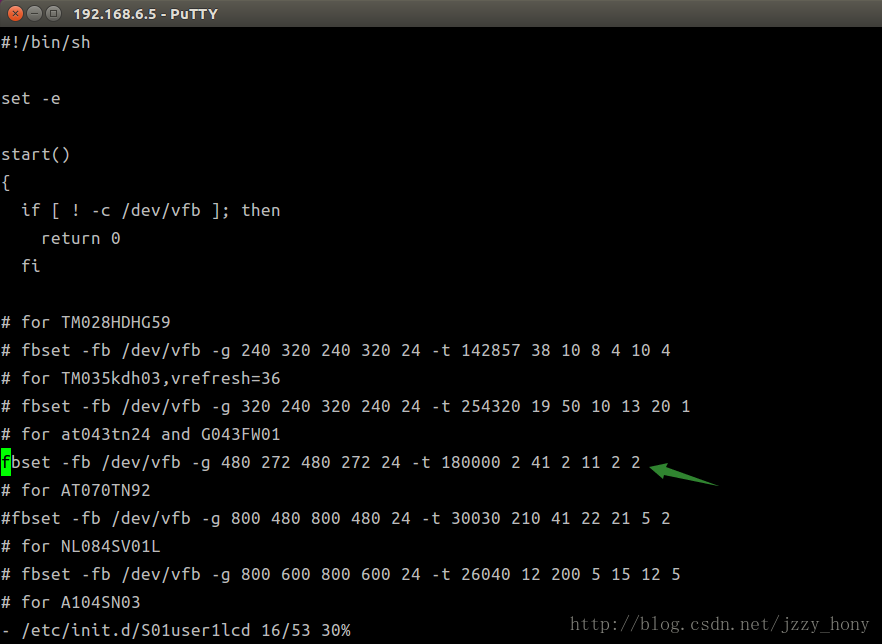 192.168.6.5 - PuTTY
#!/bin/sh
set -e
start()
{
if [ ! -c /dev/vfb ]; then
return 0
fi
# for TM028HDHG59
# fbset -fb /dev/vfb -g 240 320 240 320 24 -t 142857 38 10 8 4 10 4
# for TM035kdh03,vrefresh=36
# fbset -fb /dev/vfb -g 320 240 320 240 24 -t 254320 19 50 10 13 20 1
# for at043tn24 and G043FW01
fbset -fb /dev/vfb -g 480 272 480 272 24 -t 180000 2 41 2 11 2 2
# for AT070TN92
#fbset -fb /dev/vfb -g 800 480 800 480 24 -t 30030 210 41 22 21 5 2
# for NL084SV01L
# fbset -fb /dev/vfb -g 800 600 800 600 24 -t 26040 12 200 5 15 12 5
# for A104SN03
- /etc/init.d/S01user1lcd 16/53 30%
http://blog.csdn.net/jzzy_hony